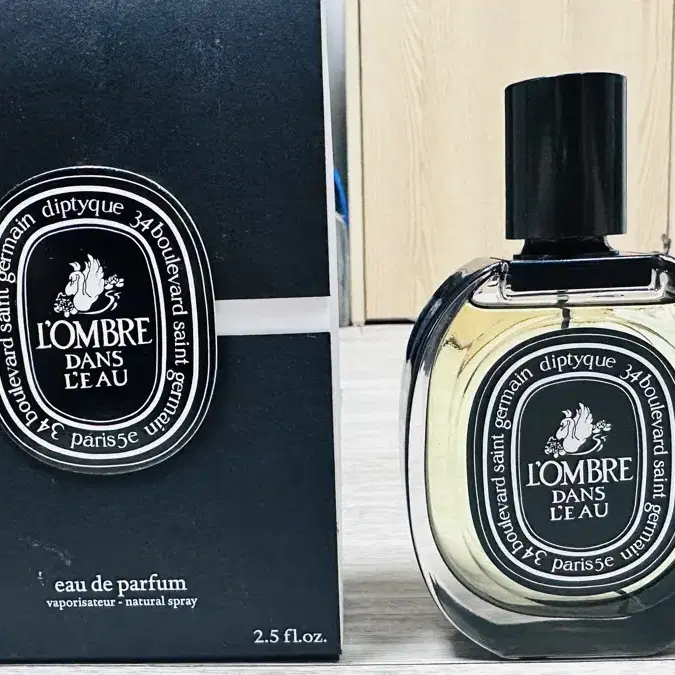 diptyque 34 boulevard saint germain paris5e 34 boulevard saint germain
L'OMBRE
DANS
L'EAU
eau de parfum
vaporisateur - natural spray
2.5 fl.oz.
diptyque 34 boulevard saint germain paris5e 34 boulevard saint germain
L'OMBRE
DANS
L'EAU